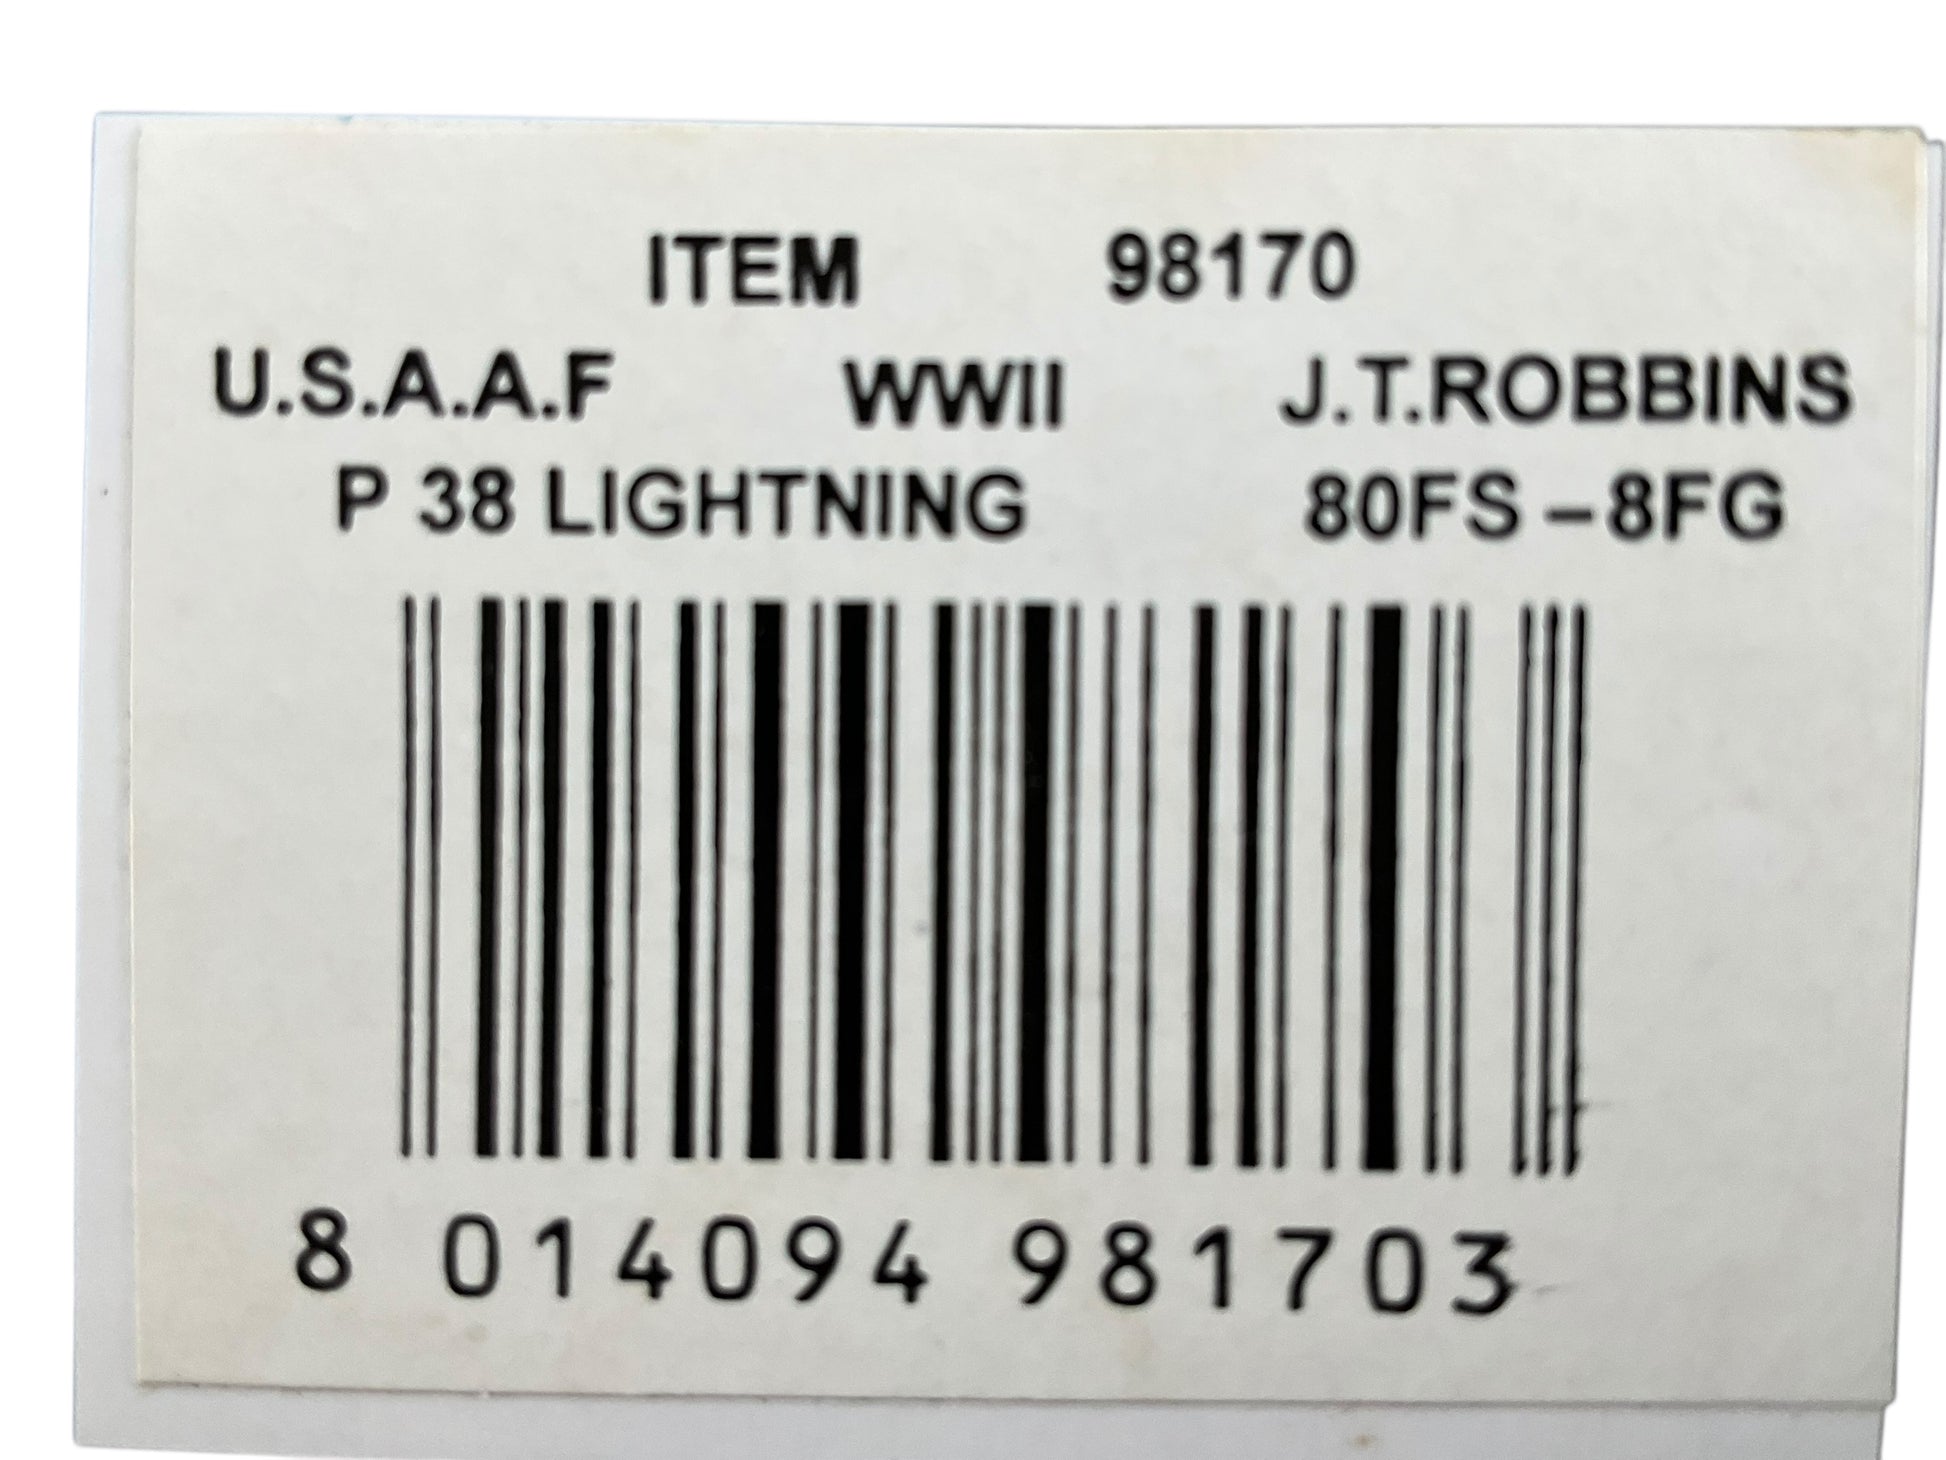 ITEM 98170
U.S.A.A.F WWII J.T.ROBBINS
P 38 LIGHTNING 80FS – 8FG
8 014094 981703